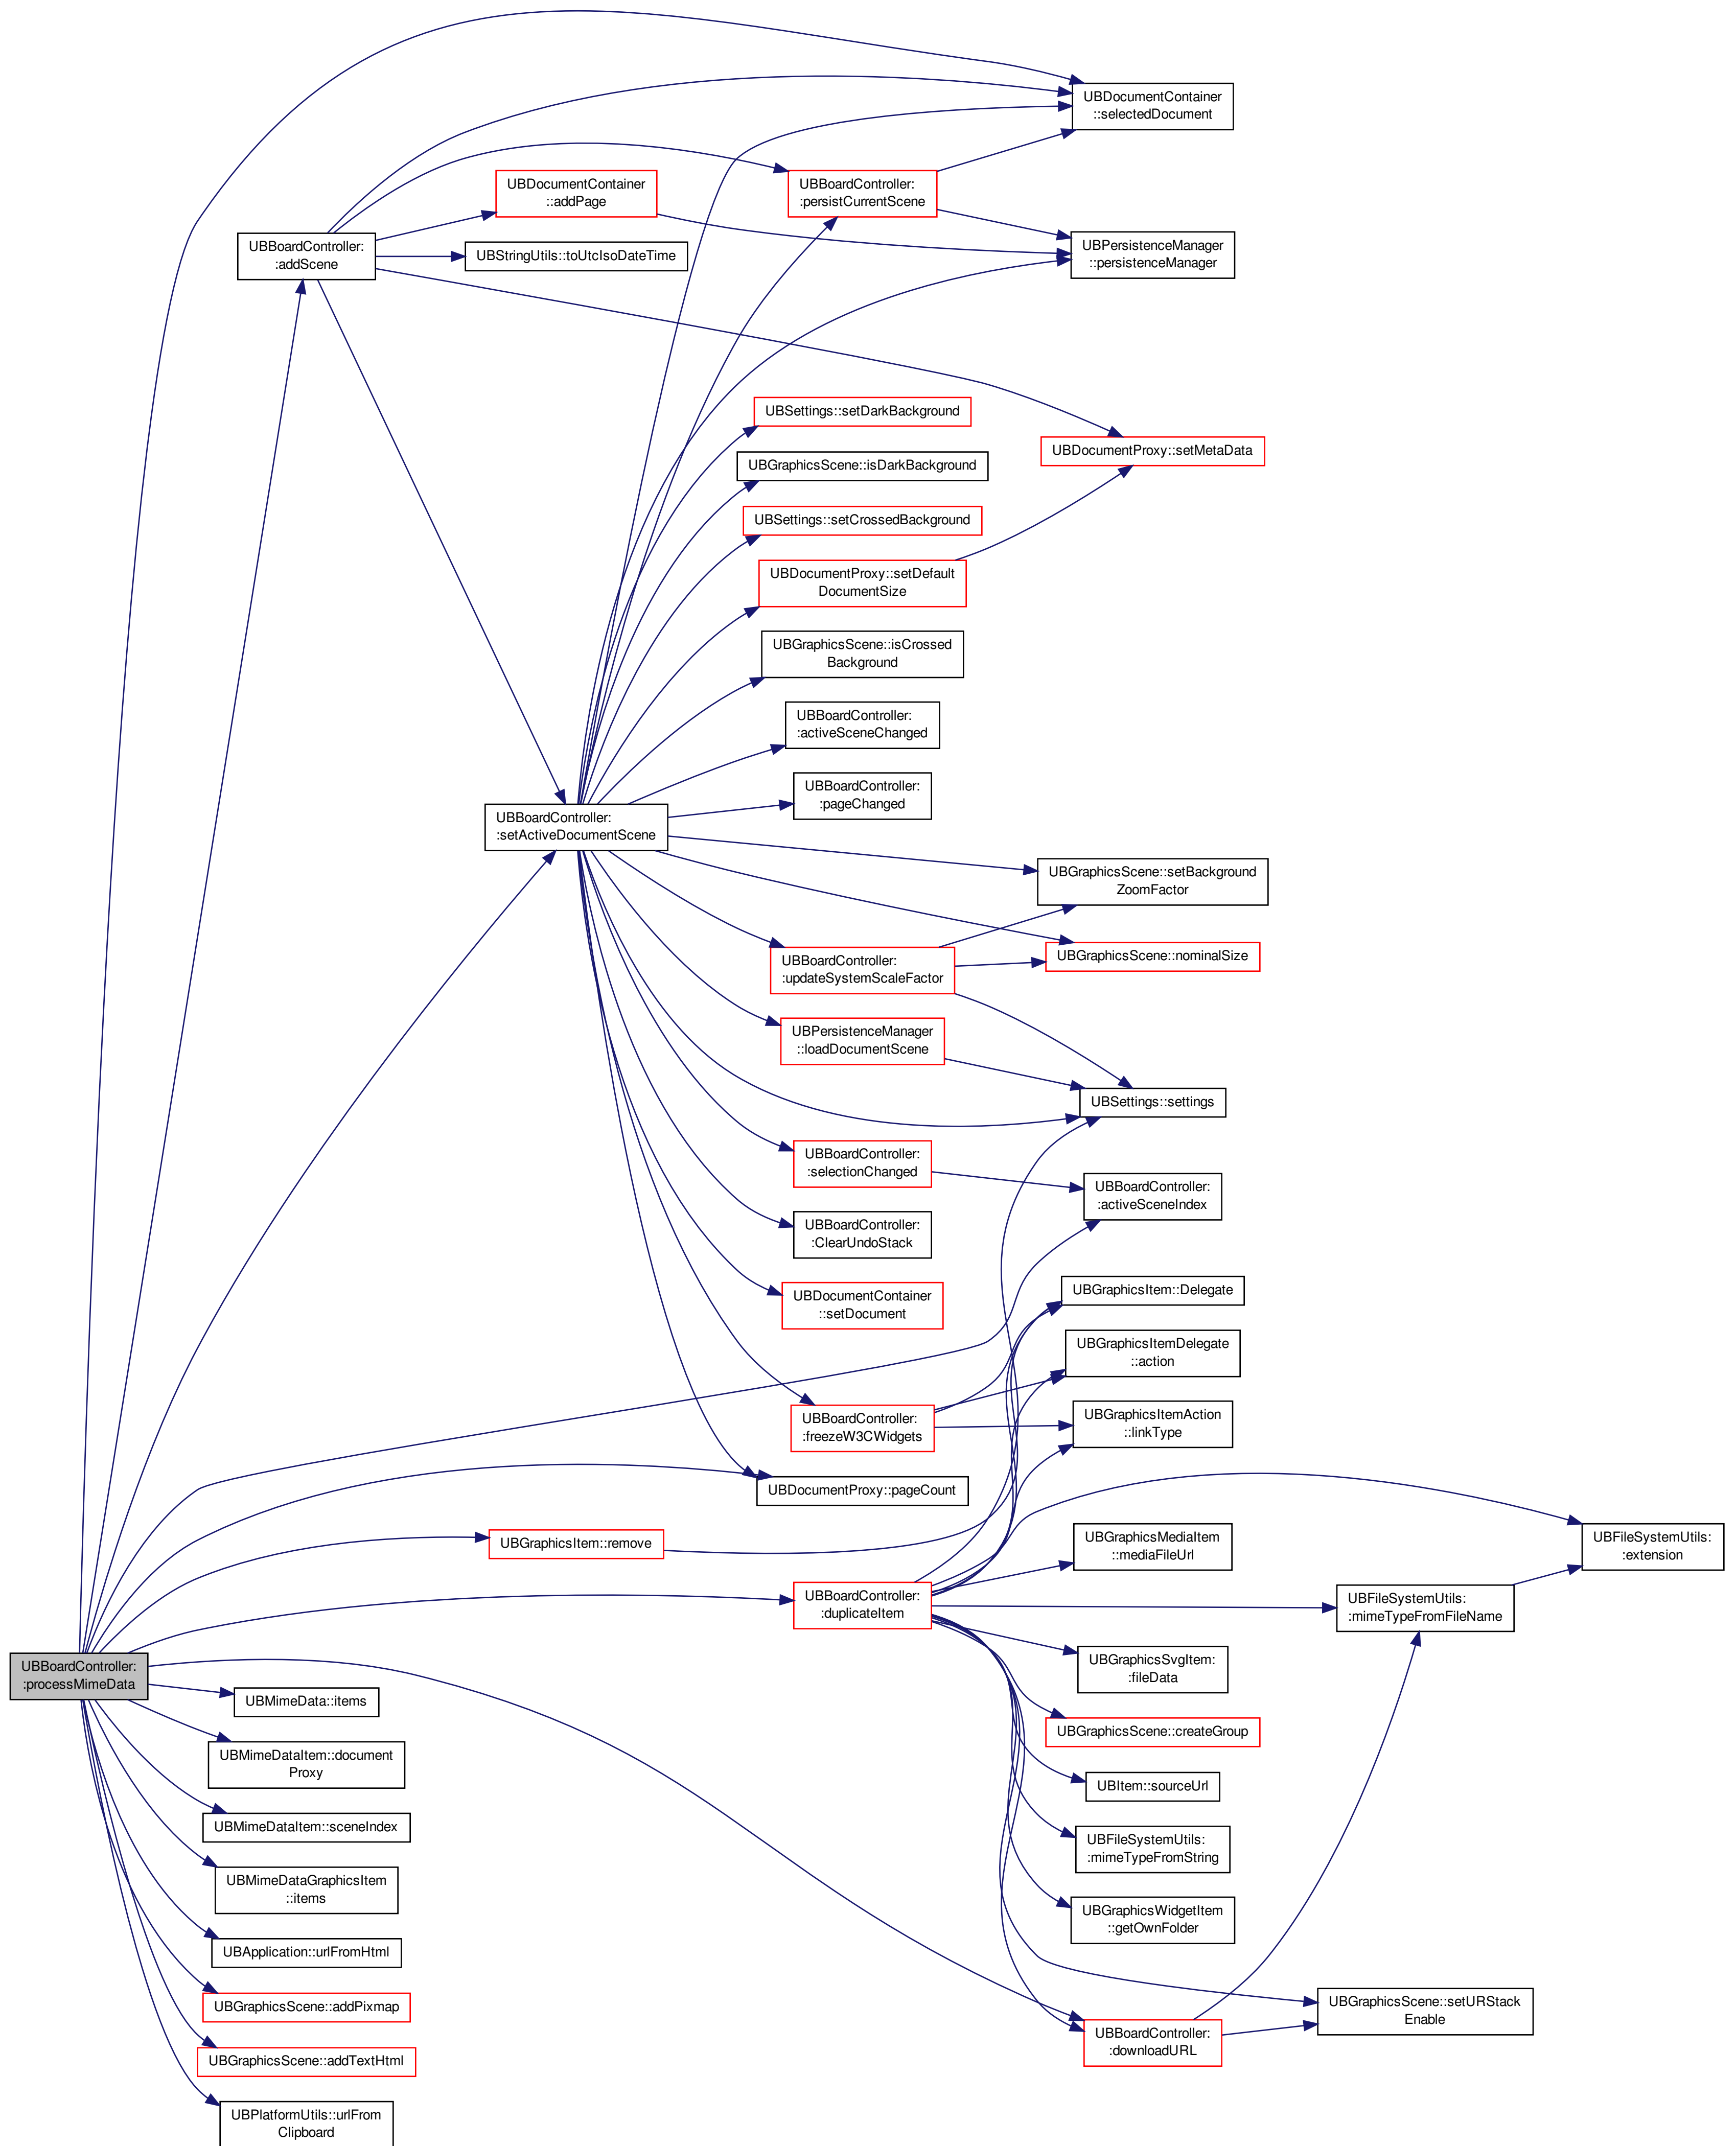 UBDocumentContainer
::selectedDocument
UBDocumentContainer
::addPage
UBBoardController:
:persistCurrentScene
UBBoardController:
:addScene
UBStringUtils::toUtcIsoDateTime
UBPersistenceManager
::persistenceManager
UBSettings::setDarkBackground
UBGraphicsScene::isDarkBackground
UBDocumentProxy::setMetaData
UBSettings::setCrossedBackground
UBDocumentProxy::setDefault
DocumentSize
UBGraphicsScene::isCrossed
Background
UBBoardController:
:activeSceneChanged
UBBoardController:
:pageChanged
UBBoardController:
:setActiveDocumentScene
UBGraphicsScene::setBackground
ZoomFactor
UBBoardController:
:updateSystemScaleFactor
UBGraphicsScene::nominalSize
UBPersistenceManager
::loadDocumentScene
UBSettings::settings
UBBoardController:
:selectionChanged
UBBoardController:
:activeSceneIndex
UBBoardController:
:ClearUndoStack
UBDocumentContainer
::setDocument
UBGraphicsItem::Delegate
UBGraphicsItemDelegate
::action
UBBoardController:
:freezeW3CWidgets
UBGraphicsItemAction
::linkType
UBDocumentProxy::pageCount
UBGraphicsItem::remove
UBGraphicsMediaItem
::mediaFileUrl
UBFileSystemUtils:
:extension
UBBoardController:
:duplicateItem
UBFileSystemUtils:
:mimeTypeFromFileName
UBBoardController:
:processMimeData
UBMimeData::items
UBGraphicsSvgItem:
:fileData
UBGraphicsScene::createGroup
UBMimeDataItem::document
Proxy
UBItem::sourceUrl
UBMimeDataItem::sceneIndex
UBFileSystemUtils:
:mimeTypeFromString
UBMimeDataGraphicsItem
::items
UBGraphicsWidgetItem
::getOwnFolder
UBApplication::urlFromHtml
UBGraphicsScene::addPixmap
UBGraphicsScene::setURStack
Enable
UBBoardController:
:downloadURL
UBGraphicsScene::addTextHtml
UBPlatformUtils::urlFrom
Clipboard